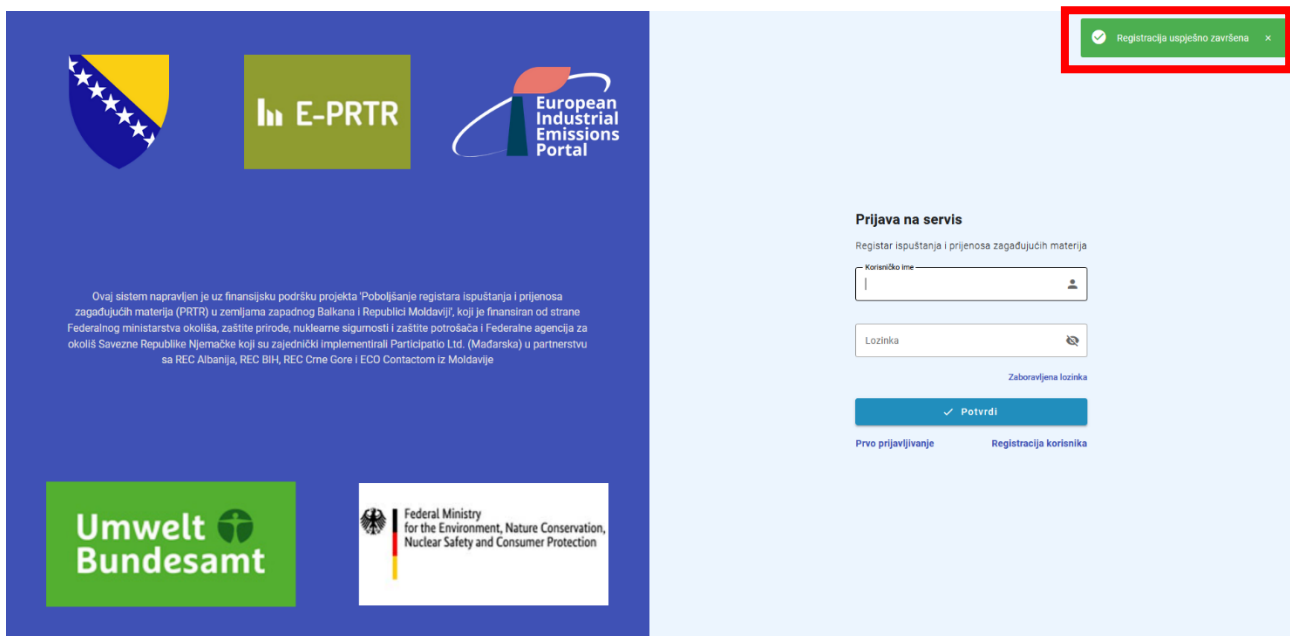 E-PRTR
European
Industrial
Emissions
Portal
Ovaj sistem napravljen je uz finansijsku podršku projekta 'Poboljšanje registara ispuštanja i prijenosa
zagađujućih materija (PRTR) u zemljama zapadnog Balkana i Republici Moldaviji', koji je finansiran od strane
Federalnog ministarstva okoliša, zaštite prirode, nuklearne sigurnosti i zaštite potrošača i Federalne agencija za
okoliš Savezne Republike Njemačke koji su zajednički implementirali Participatio Ltd. (Mađarska) u partnerstvu
sa REC Albanija, REC BIH, REC Crne Gore i ECO Contactom iz Moldavije
Umwelt
Bundesamt
Federal Ministry
for the Environment, Nature Conservation,
Nuclear Safety and Consumer Protection
Registracija uspješno završena ×
Prijava na servis
Registar ispuštanja i prijenosa zagađujućih materija
Korisničko ime
Lozinka
Zaboravljena lozinka
Potvrdi
Prvo prijavljivanje Registracija korisnika